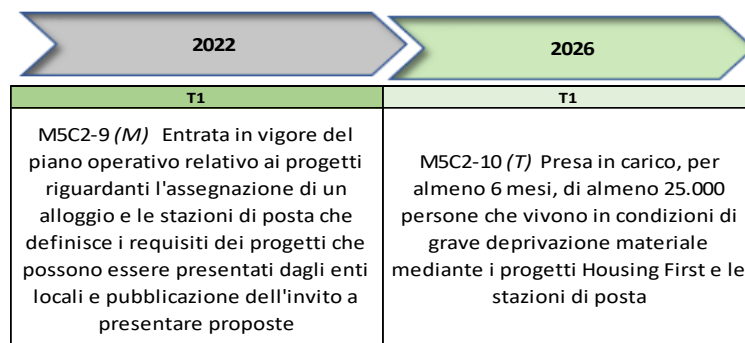 2022
2026
T1
T1
M5C2-9 (M) Entrata in vigore del
piano operativo relativo ai progetti
riguardanti l'assegnazione di un
alloggio e le stazioni di posta che
definisce i requisiti dei progetti che
possono essere presentati dagli enti
locali e pubblicazione dell'invito a
presentare proposte
M5C2-10 (T) Presa in carico, per
almeno 6 mesi, di almeno 25.000
persone che vivono in condizioni di
grave deprivazione materiale
mediante i progetti Housing First e le
stazioni di posta